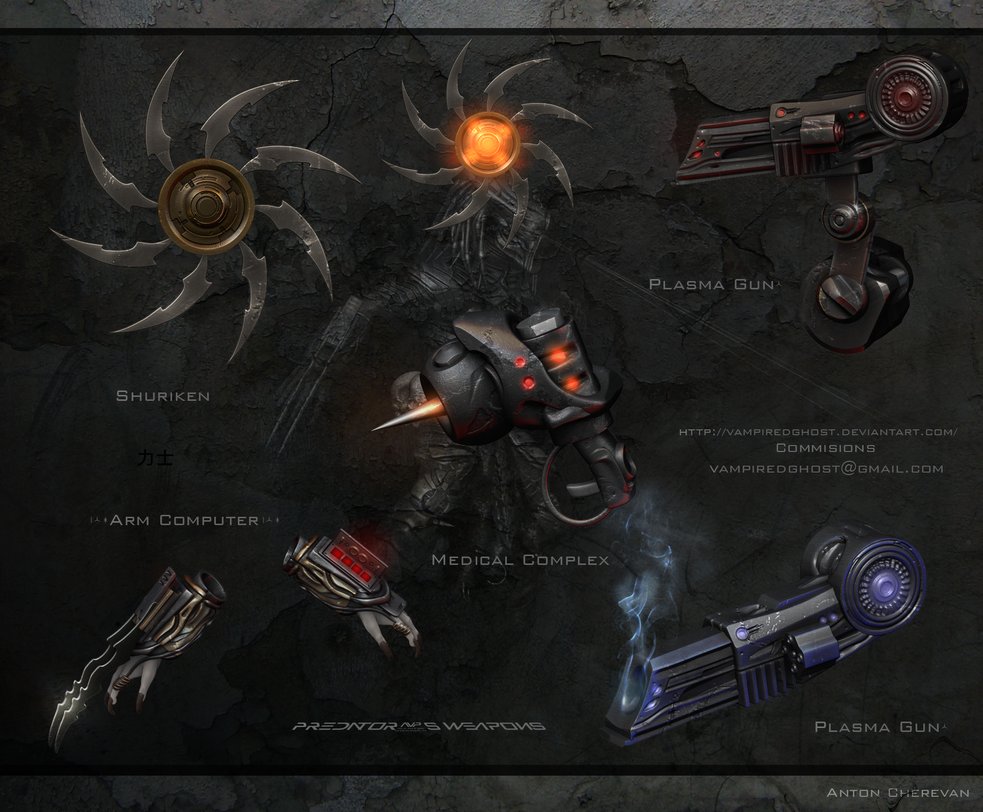 Shuriken
Plasma Gun
http://vampiredghost.deviantart.com/
Commisions
vampiredghost@gmail.com
力士
Arm Computer
Medical Complex
Predator AVP's Weapons
Plasma Gun
Anton Cherevan